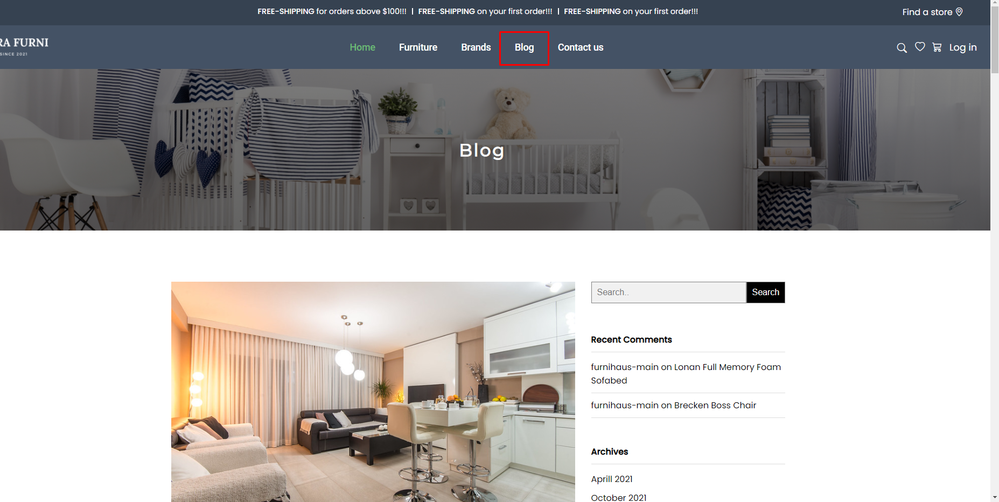 FREE-SHIPPING for orders above $100!!! | FREE-SHIPPING on your first order!!! | FREE-SHIPPING on your first order!!!
Find a store
RA FURNI
SINCE 2021
Home Furniture Brands Blog Contact us
Log in
Blog
Search..
Search
Recent Comments
furnihaus-main on Lonan Full Memory Foam
Sofabed
furnihaus-main on Brecken Boss Chair
Archives
Aprill 2021
October 2021